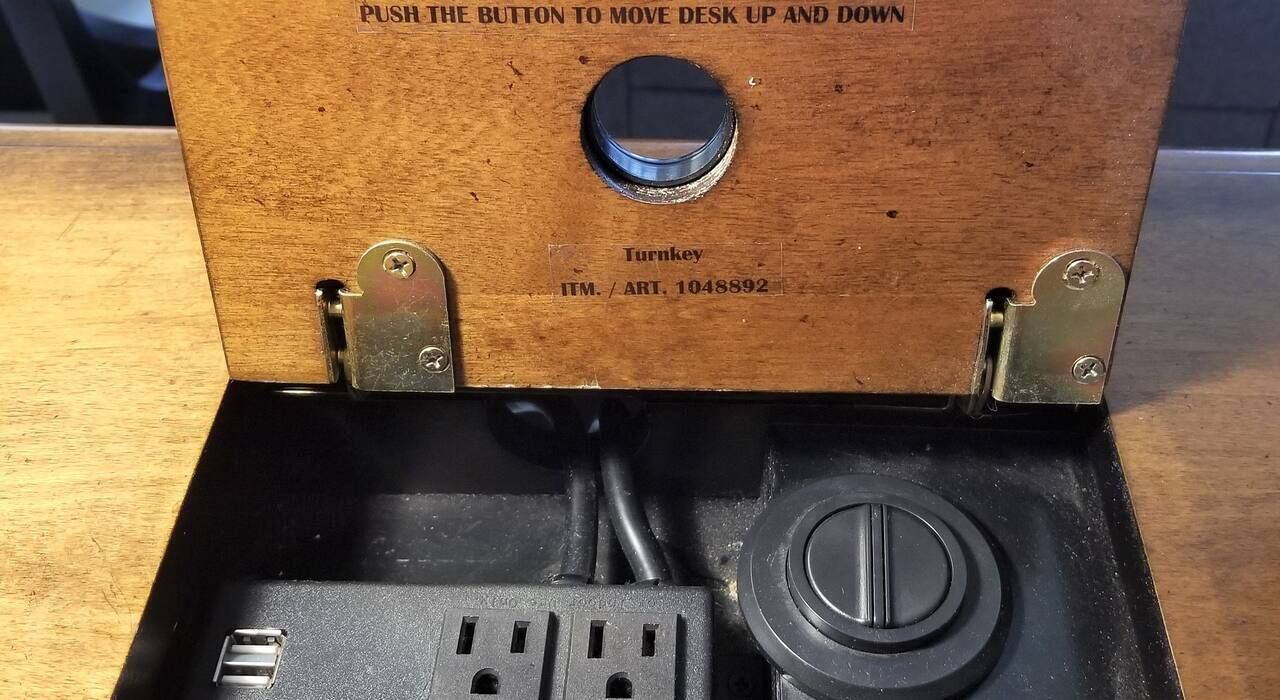 PUSH THE BUTTON TO MOVE DESK UP AND DOWN
Turnkey
ITM. / ART. 1048892